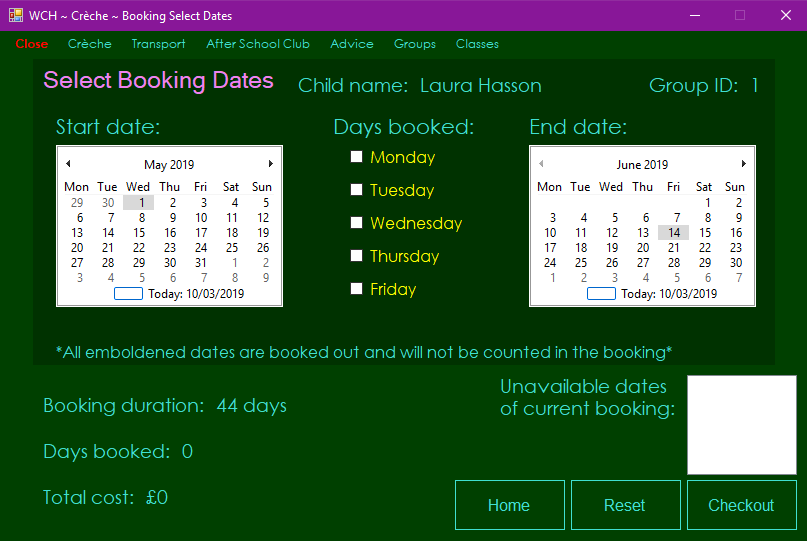 WCH ~ Crèche ~ Booking Select Dates
Close Crèche Transport After School Club Advice Groups Classes
Select Booking Dates
Child name: Laura Hasson
Group ID: 1
Start date:
May 2019
Mon Tue Wed Thu Fri Sat Sun
29 30 1 2 3 4 5
6 7 8 9 10 11 12
13 14 15 16 17 18 19
20 21 22 23 24 25 26
27 28 29 30 31 1 2
3 4 5 6 7 8 9
Today: 10/03/2019
Days booked:
Monday
Tuesday
Wednesday
Thursday
Friday
End date:
June 2019
Mon Tue Wed Thu Fri Sat Sun
1 2
3 4 5 6 7 8 9
10 11 12 13 14 15 16
17 18 19 20 21 22 23
24 25 26 27 28 29 30
1 2 3 4 5 6 7
Today: 10/03/2019
*All emboldened dates are booked out and will not be counted in the booking*
Booking duration: 44 days
Days booked: 0
Total cost: £0
Unavailable dates
of current booking:
Home Reset Checkout